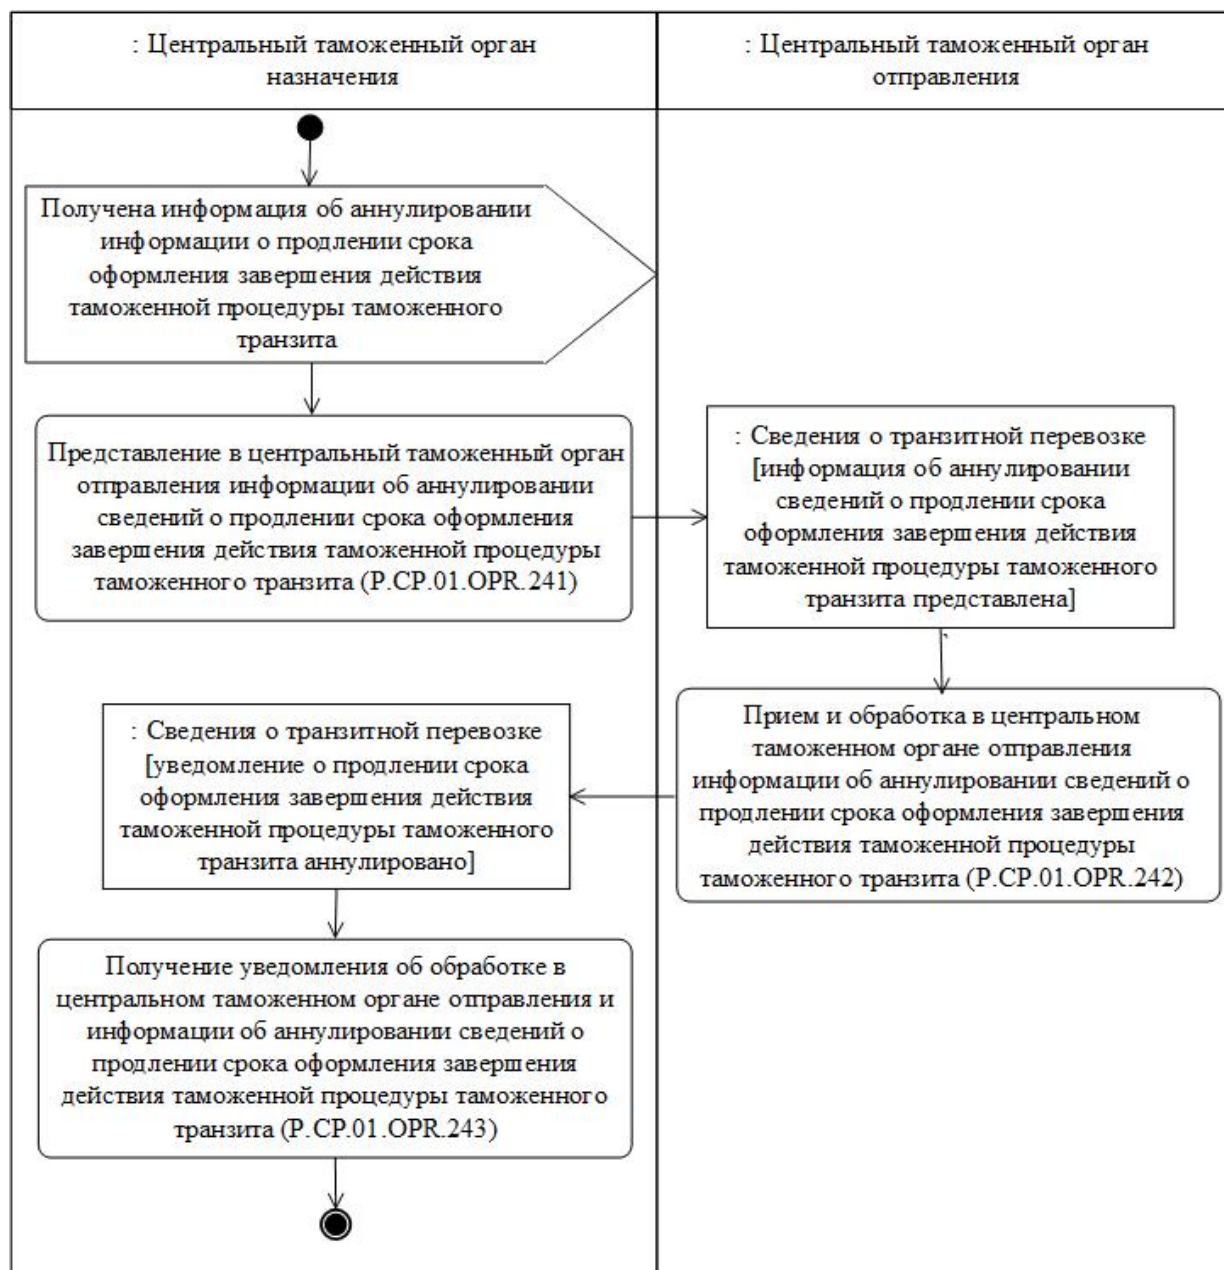 : Центральный таможенный орган
назначения
: Центральный таможенный орган
отправления
Получена информация об аннулировании
информации о продлении срока
оформления завершения действия
таможенной процедуры таможенного
транзита
Представление в центральный таможенный орган
отправления информации об аннулировании
сведений о продлении срока оформления
завершения действия таможенной процедуры
таможенного транзита (P.CP.01.OPR.241)
: Сведения о транзитной перевозке
[информация об аннулировании
сведений о продлении срока
оформления завершения действия
таможенной процедуры таможенного
транзита представлена]
Прием и обработка в центральном
таможенном органе отправления
информации об аннулировании сведений о
продлении срока оформления завершения
действия таможенной процедуры
таможенного транзита (P.CP.01.OPR.242)
: Сведения о транзитной перевозке
[уведомление о продлении срока
оформления завершения действия
таможенной процедуры таможенного
транзита аннулировано]
Получение уведомления об обработке в
центральном таможенном органе отправления и
информации об аннулировании сведений о
продлении срока оформления завершения
действия таможенной процедуры таможенного
транзита (P.CP.01.OPR.243)